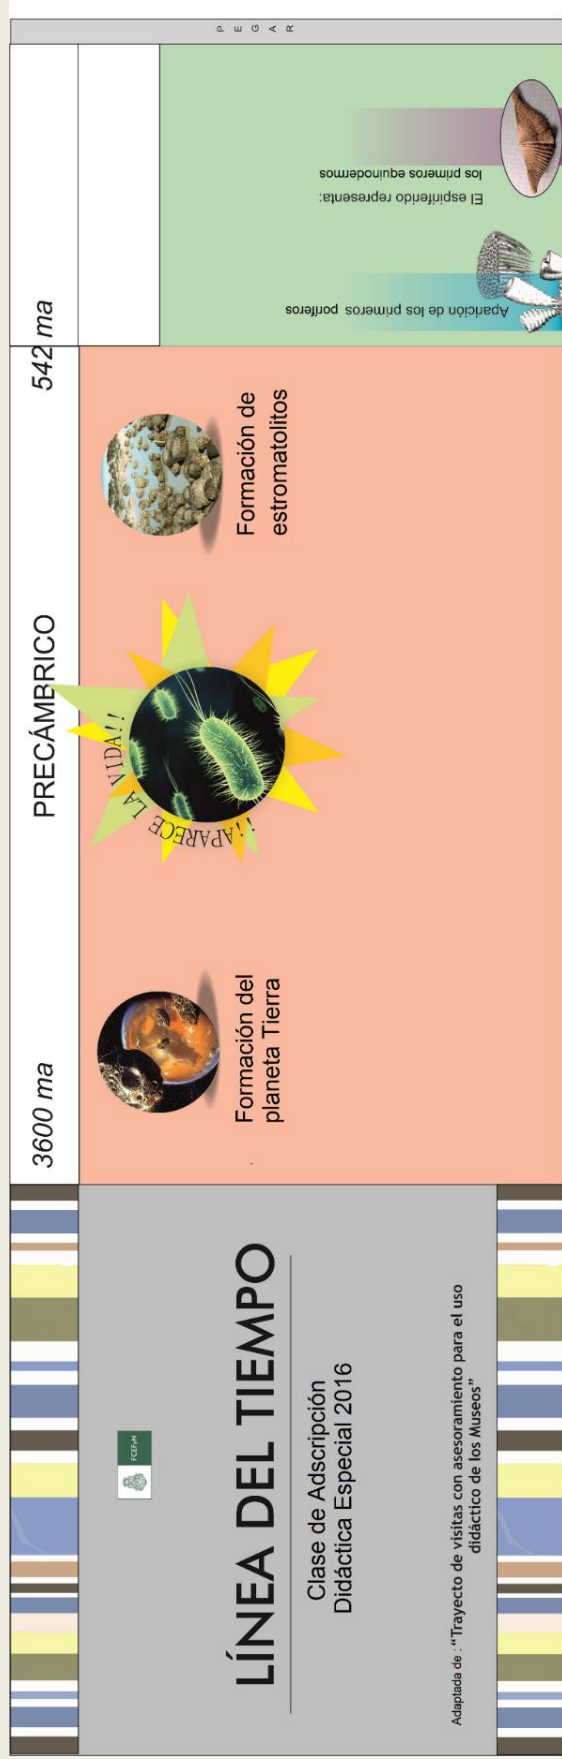 FCEFyN
LÍNEA DEL TIEMPO
Clase de Adscripción
Didáctica Especial 2016
Adaptada de : “Trayecto de visitas con asesoramiento para el uso
didáctico de los Museos”
3600 ma
PRECÁMBRICO
542 ma
Formación del
planeta Tierra
¡¡APARECE LA VIDA!!
Formación de
estromatolitos
Aparición de los primeros poríferos
El espiriferido representa:
los primeros equinodermos
PEGAR